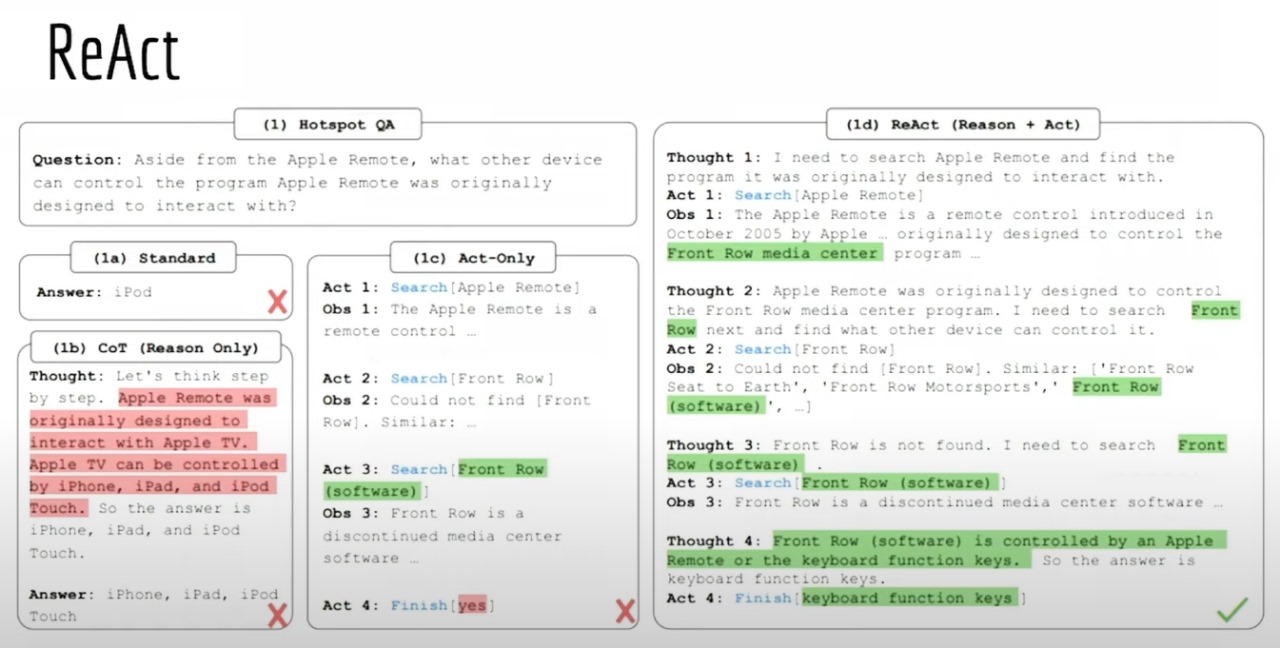 ReAct
(1) Hotspot QA
Question: Aside from the Apple Remote, what other device
can control the program Apple Remote was originally
designed to interact with?
(1a) Standard
Answer: iPod
(1b) CoT (Reason Only)
Thought: Let's think step
by step. Apple Remote was
originally designed to
interact with Apple TV.
Apple TV can be controlled
by iPhone, iPad, and iPod
Touch. So the answer is
iPhone, iPad, and iPod
Touch.
Answer: iPhone, iPad, iPod
Touch
(1c) Act-Only
Act 1: Search[Apple Remote]
Obs 1: The Apple Remote is a
remote control …
Act 2: Search[Front Row]
Obs 2: Could not find [Front
Row]. Similar: …
Act 3: Search[Front Row
(software)]
Obs 3: Front Row is a
discontinued media center
software …
Act 4: Finish[yes]
(1d) ReAct (Reason + Act)
Thought 1: I need to search Apple Remote and find the
program it was originally designed to interact with.
Act 1: Search[Apple Remote]
Obs 1: The Apple Remote is a remote control introduced in
October 2005 by Apple … originally designed to control the
Front Row media center program …
Thought 2: Apple Remote was originally designed to control
the Front Row media center program. I need to search Front
Row next and find what other device can control it.
Act 2: Search[Front Row]
Obs 2: Could not find [Front Row]. Similar: ['Front Row
Seat to Earth', 'Front Row Motorsports',' Front Row
(software)', …]
Thought 3: Front Row is not found. I need to search Front
Row (software) .
Act 3: Search[Front Row (software)]
Obs 3: Front Row is a discontinued media center software …
Thought 4: Front Row (software) is controlled by an Apple
Remote or the keyboard function keys. So the answer is
keyboard function keys.
Act 4: Finish[keyboard function keys]